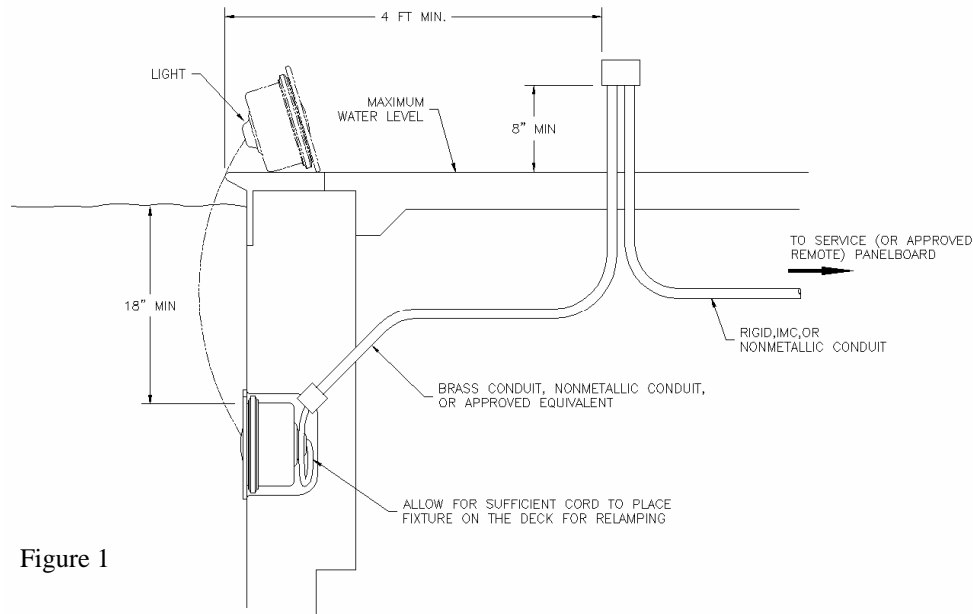 4 FT MIN.
LIGHT
MAXIMUM
WATER LEVEL
8" MIN
TO SERVICE (OR APPROVED
REMOTE) PANELBOARD
18" MIN
RIGID,IMC,OR
NONMETALLIC CONDUIT
BRASS CONDUIT, NONMETALLIC CONDUIT,
OR APPROVED EQUIVALENT
ALLOW FOR SUFFICIENT CORD TO PLACE
FIXTURE ON THE DECK FOR RELAMPING
Figure 1